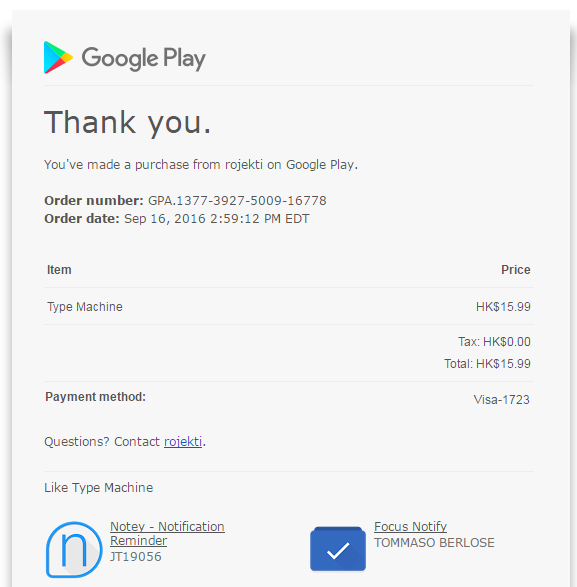 Google Play
Thank you.
You've made a purchase from rojekti on Google Play.
Order number: GPA.1377-3927-5009-16778
Order date: Sep 16, 2016 2:59:12 PM EDT
Item Price
Type Machine HK$15.99
Tax: HK$0.00
Total: HK$15.99
Payment method: Visa-1723
Questions? Contact rojekti.
Like Type Machine
Notey - Notification
Reminder
JT19056
Focus Notify
TOMMASO BERLOSE